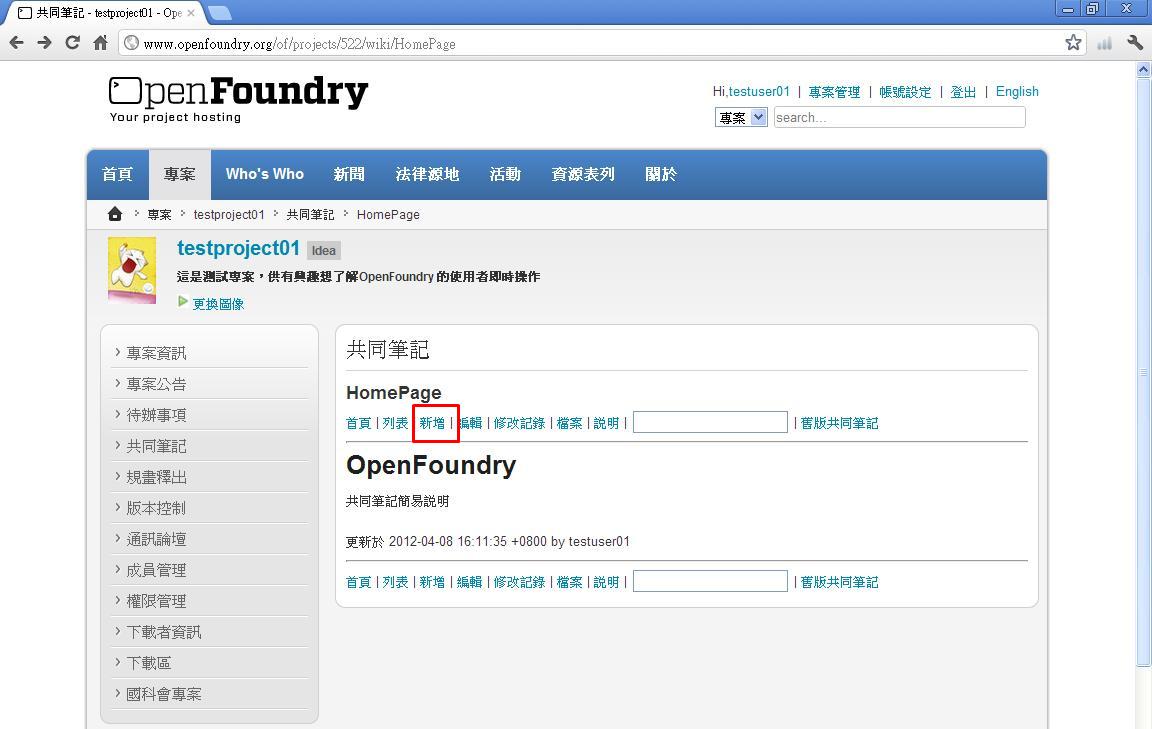 共同筆記 - testproject01 - Ope
www.openfoundry.org/of/projects/522/wiki/HomePage
OpenFoundry
Your project hosting
Hi,testuser01 | 專案管理 | 帳號設定 | 登出 | English
專案 search...
首頁 專案 Who's Who 新聞 法律源地 活動 資源表列 關於
專案 testproject01 共同筆記 HomePage
testproject01 Idea
這是測試專案，供有興趣想了解OpenFoundry 的使用者即時操作
更換圖像
專案資訊
專案公告
待辦事項
共同筆記
規畫釋出
版本控制
通訊論壇
成員管理
權限管理
下載者資訊
下載區
國科會專案
共同筆記
HomePage
首頁 | 列表 新增 | 編輯 | 修改記錄 | 檔案 | 說明 | | 舊版共同筆記
OpenFoundry
共同筆記簡易說明
更新於 2012-04-08 16:11:35 +0800 by testuser01
首頁 | 列表 | 新增 | 編輯 | 修改記錄 | 檔案 | 說明 | | 舊版共同筆記